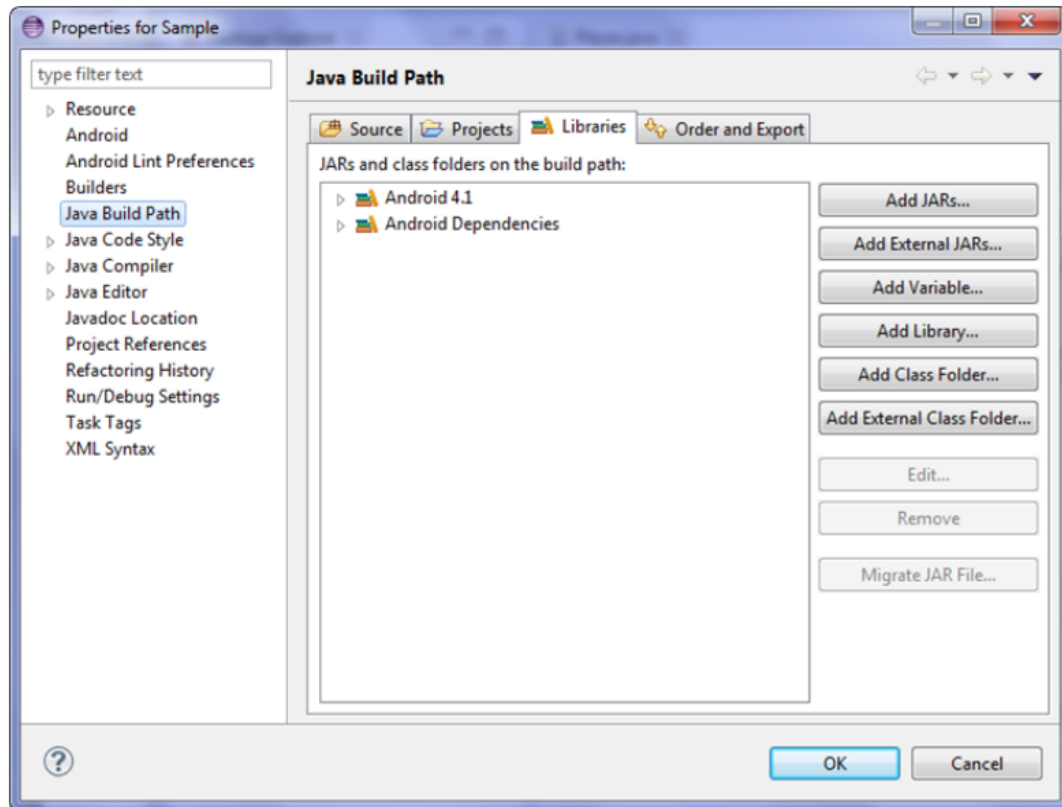 Properties for Sample
type filter text
Resource
Android
Android Lint Preferences
Builders
Java Build Path
Java Code Style
Java Compiler
Java Editor
Javadoc Location
Project References
Refactoring History
Run/Debug Settings
Task Tags
XML Syntax
Java Build Path
Source Projects Libraries Order and Export
JARs and class folders on the build path:
Android 4.1
Android Dependencies
Add JARs...
Add External JARs...
Add Variable...
Add Library...
Add Class Folder...
Add External Class Folder...
Edit...
Remove
Migrate JAR File...
OK Cancel